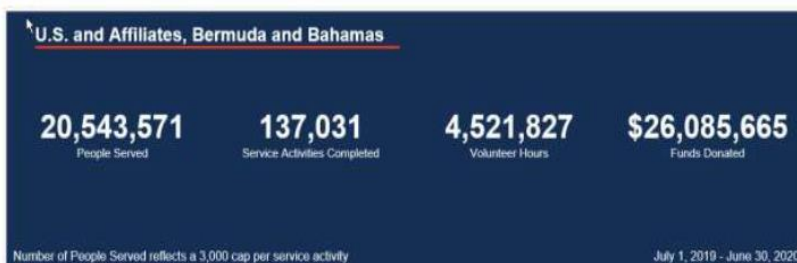 U.S. and Affiliates, Bermuda and Bahamas
20,543,571 137,031 4,521,827 $26,085,665
People Served Service Activities Completed Volunteer Hours Funds Donated
Number of People Served reflects a 3,000 cap per service activity July 1, 2019 - June 30, 2020